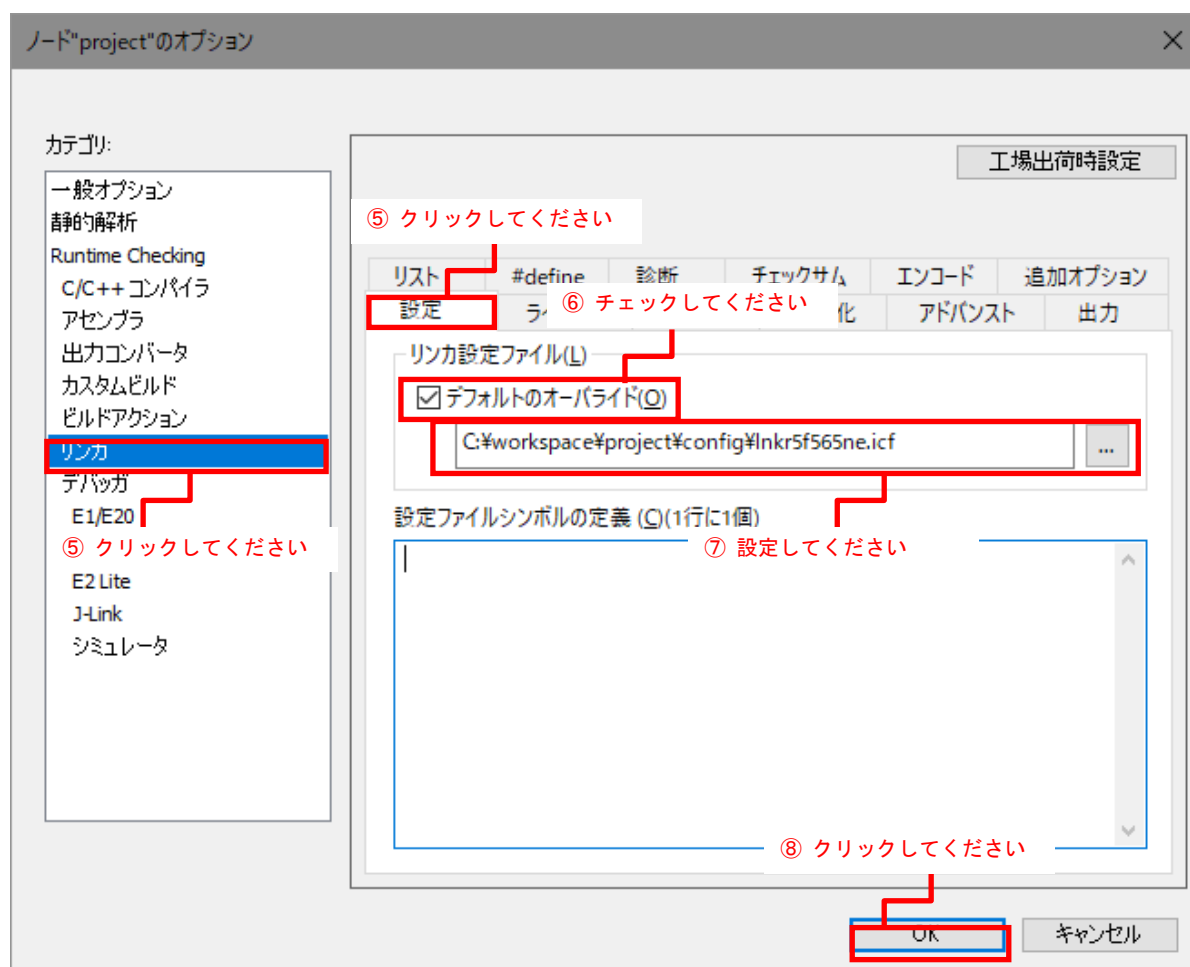 ノード"project"のオプション
カテゴリ:
一般オプション
静的解析
Runtime Checking
C/C++ コンパイラ
アセンブラ
出力コンバータ
カスタムビルド
ビルドアクション
リンカ
デバッガ
E1/E20
⑤ クリックしてください
E2 Lite
J-Link
シミュレータ
工場出荷時設定
⑤ クリックしてください
リスト #define 診断 チェックサム エンコード 追加オプション
⑥ チェックしてください
設定 化 アドバンスト 出力
リンカ設定ファイル(L)
デフォルトのオーバライド(O)
C:¥workspace¥project¥config¥lnkr5f565ne.icf
...
設定ファイルシンボルの定義 (C)(1行に1個)
⑦ 設定してください
⑧ クリックしてください
OK キャンセル